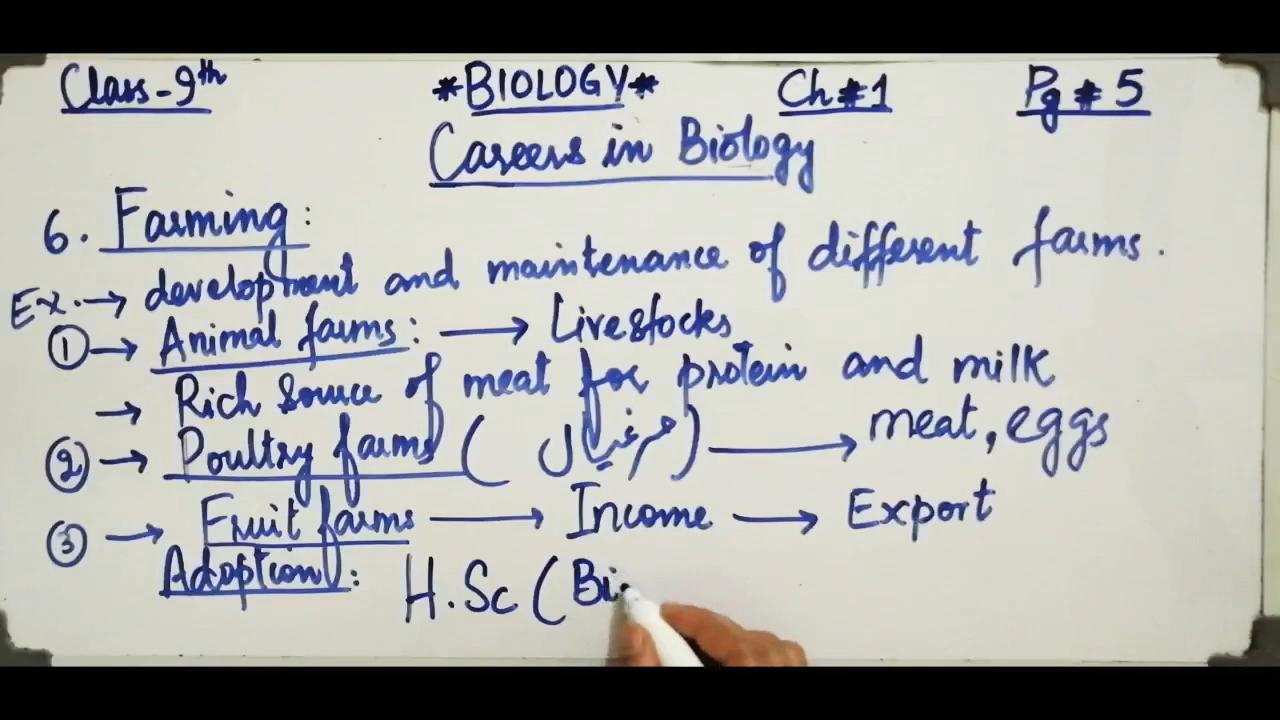 Class-9th *BIOLOGY* Ch#1 Pg#5
Careers in Biology
6. Farming:
Ex.→ development and maintenance of different farms.
① → Animal farms: → Livestocks
→ Rich source of meat for protein and milk
② → Poultry farms (مرغیاں) → meat, eggs
③ → Fruit farms → Income → Export
Adoption: H.Sc (Bi